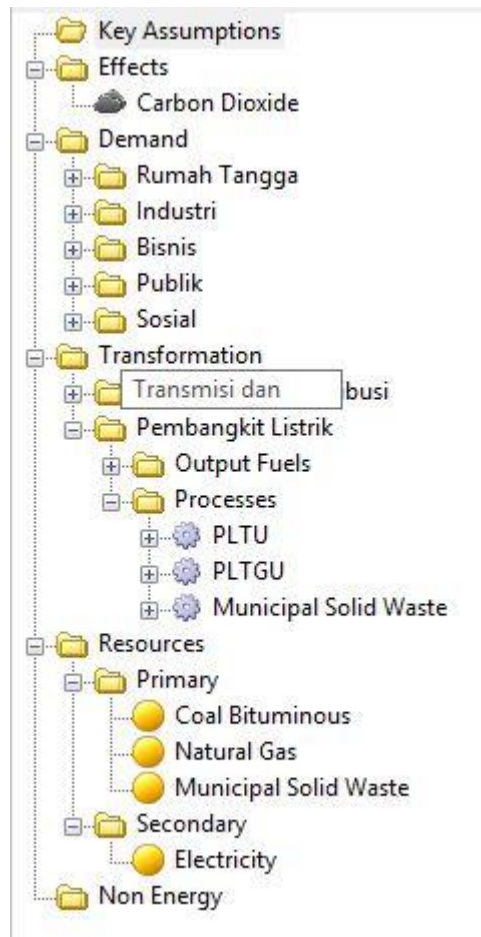 Key Assumptions
Effects
Carbon Dioxide
Demand
Rumah Tangga
Industri
Bisnis
Publik
Sosial
Transformation
Transmisi dan busi
Pembangkit Listrik
Output Fuels
Processes
PLTU
PLTGU
Municipal Solid Waste
Resources
Primary
Coal Bituminous
Natural Gas
Municipal Solid Waste
Secondary
Electricity
Non Energy